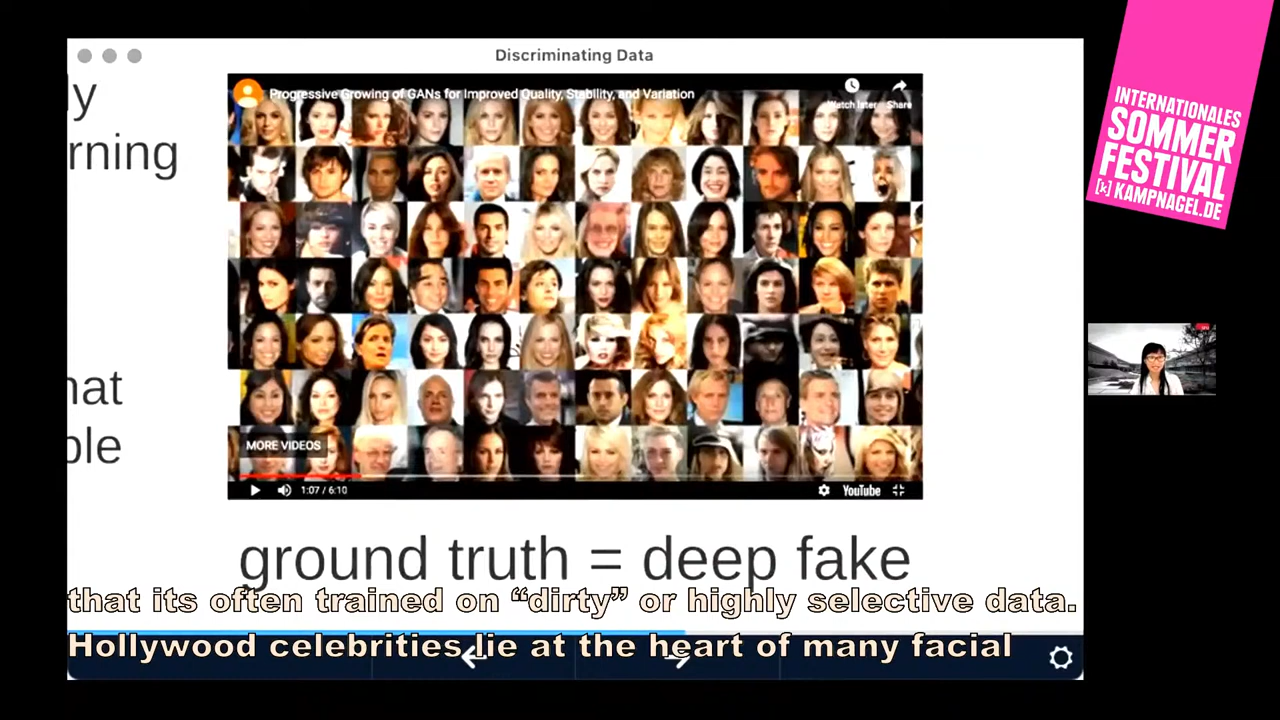 Discriminating Data
ly
rning
hat
ple
Progressive Growing of GANs for Improved Quality, Stability, and Variation
Watch later
Share
MORE VIDEOS
1:07 / 6:10
YouTube
ground truth = deep fake
that its often trained on “dirty” or highly selective data.
Hollywood celebrities lie at the heart of many facial
INTERNATIONALES
SOMMER
FESTIVAL
[k] KAMPNAGEL.DE